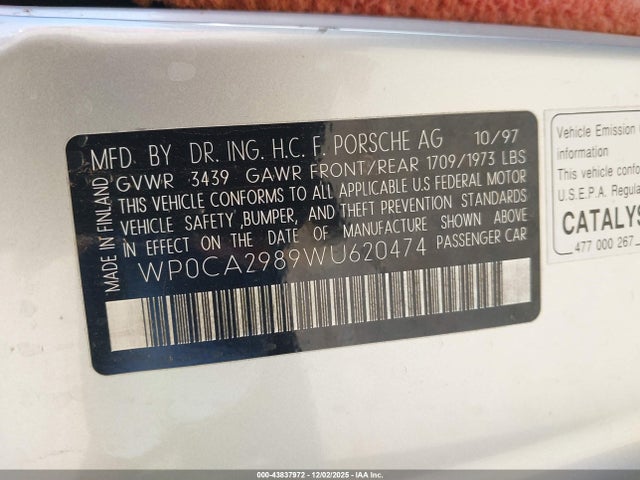 MFD BY DR. ING. H.C. F. PORSCHE AG 10/97
GVWR 3439 GAWR FRONT/REAR 1709/1973 LBS
THIS VEHICLE CONFORMS TO ALL APPLICABLE U.S FEDERAL MOTOR
VEHICLE SAFETY ,BUMPER, AND THEFT PREVENTION STANDARDS
IN EFFECT ON THE DATE OF MANUFACTURE SHOWN ABOVE
WP0CA2989WU620474 PASSENGER CAR
MADE IN FINLAND
Vehicle Emission
information
This vehicle confo
U.S.E.P.A. Regula
CATALYS
477 000 267
000-43837972 • 12/02/2025 • IAAI Inc.